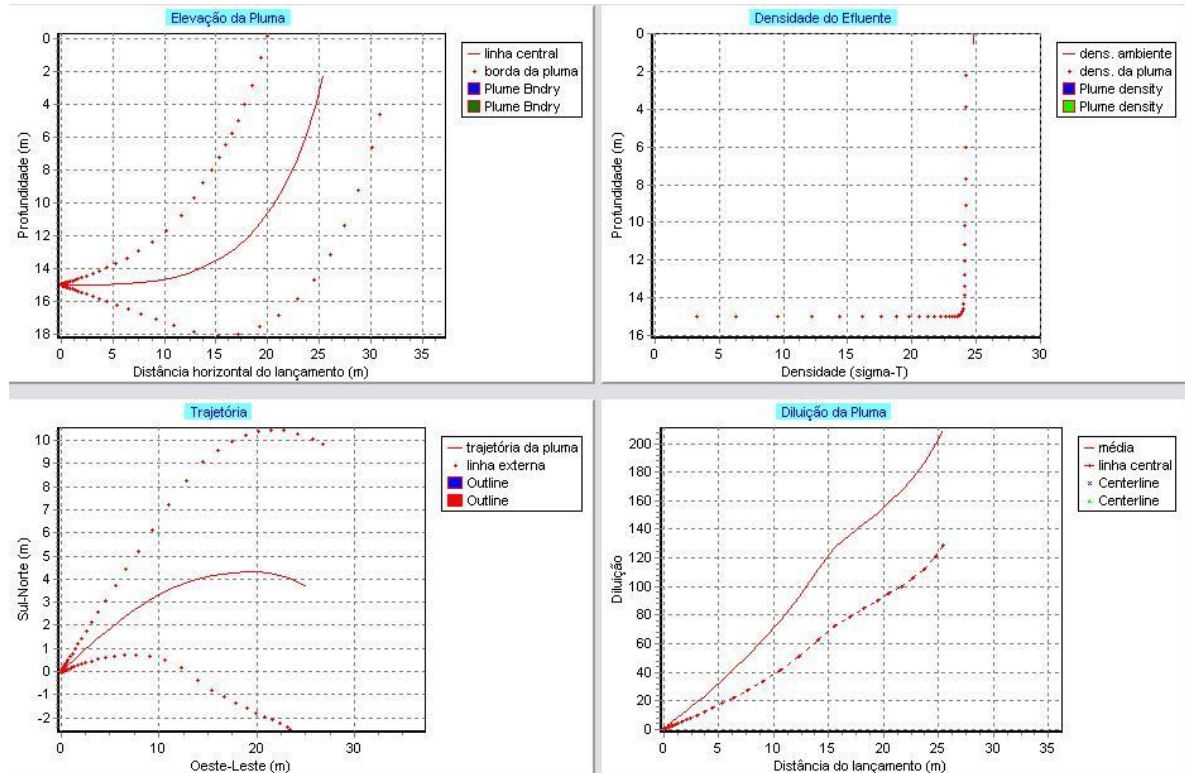 Elevação da Pluma
0
2
4
6
8
10
12
14
16
18
Profundidade (m)
0 5 10 15 20 25 30 35
Distância horizontal do lançamento (m)
linha central
borda da pluma
Plume Bndry
Plume Bndry
Densidade do Efluente
0
2
4
6
8
10
12
14
16
Profundidade (m)
0 5 10 15 20 25 30
Densidade (sigma-T)
dens. ambiente
dens. da pluma
Plume density
Plume density
Trajetória
10
9
8
7
6
5
4
3
2
1
0
-1
-2
Sul-Norte (m)
0 10 20 30
Oeste-Leste (m)
trajetória da pluma
linha externa
Outline
Outline
Diluição da Pluma
200
180
160
140
120
100
80
60
40
20
0
Diluição
0 5 10 15 20 25 30 35
Distância do lançamento (m)
média
linha central
Centerline
Centerline